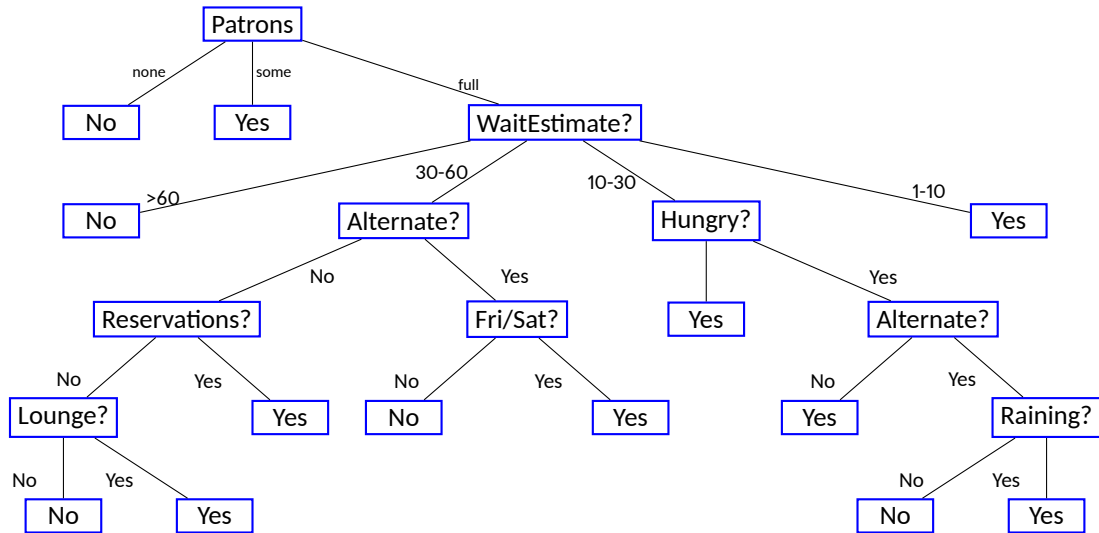 Patrons
none
some
full
No
Yes
WaitEstimate?
>60
30-60
10-30
1-10
No
Alternate?
Hungry?
Yes
No
Yes
Yes
Reservations?
Fri/Sat?
Yes
Alternate?
No
Yes
No
Yes
No
Yes
Lounge?
Yes
No
Yes
Yes
Raining?
No
Yes
No
Yes
No
Yes
No
Yes